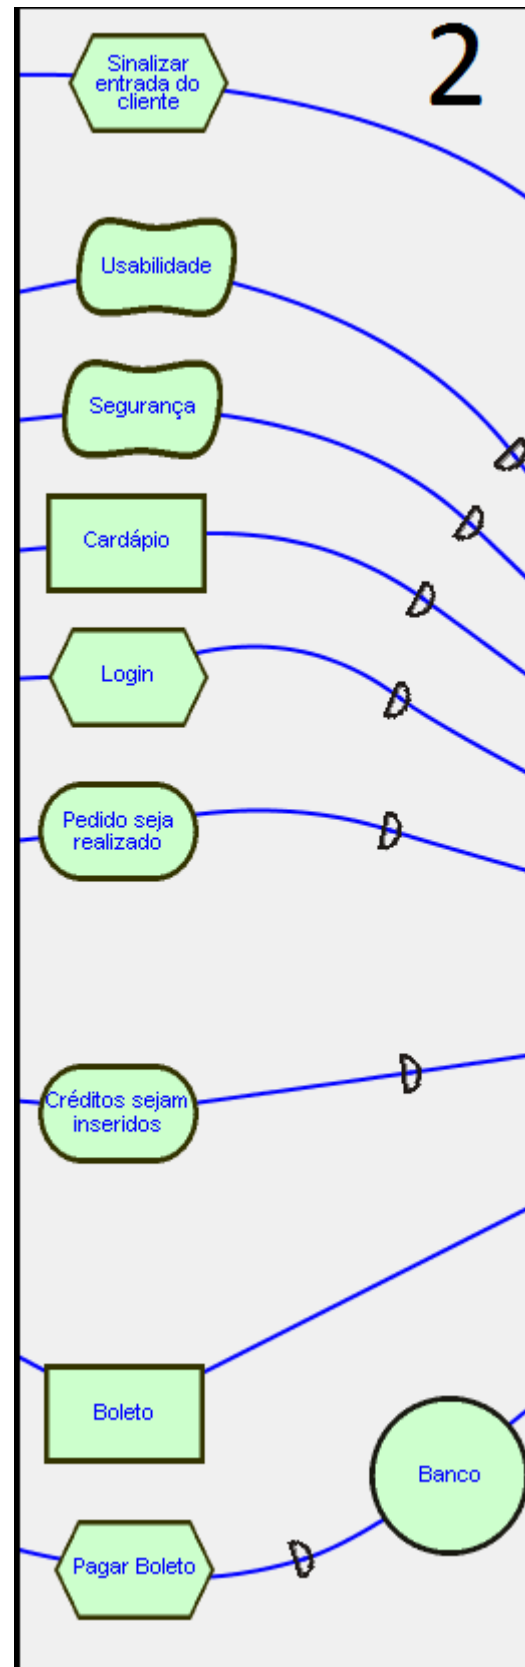 2
Sinalizar
entrada do
cliente
Usabilidade
Segurança
Cardápio
Login
Pedido seja
realizado
Créditos sejam
inseridos
Boleto
Banco
Pagar Boleto